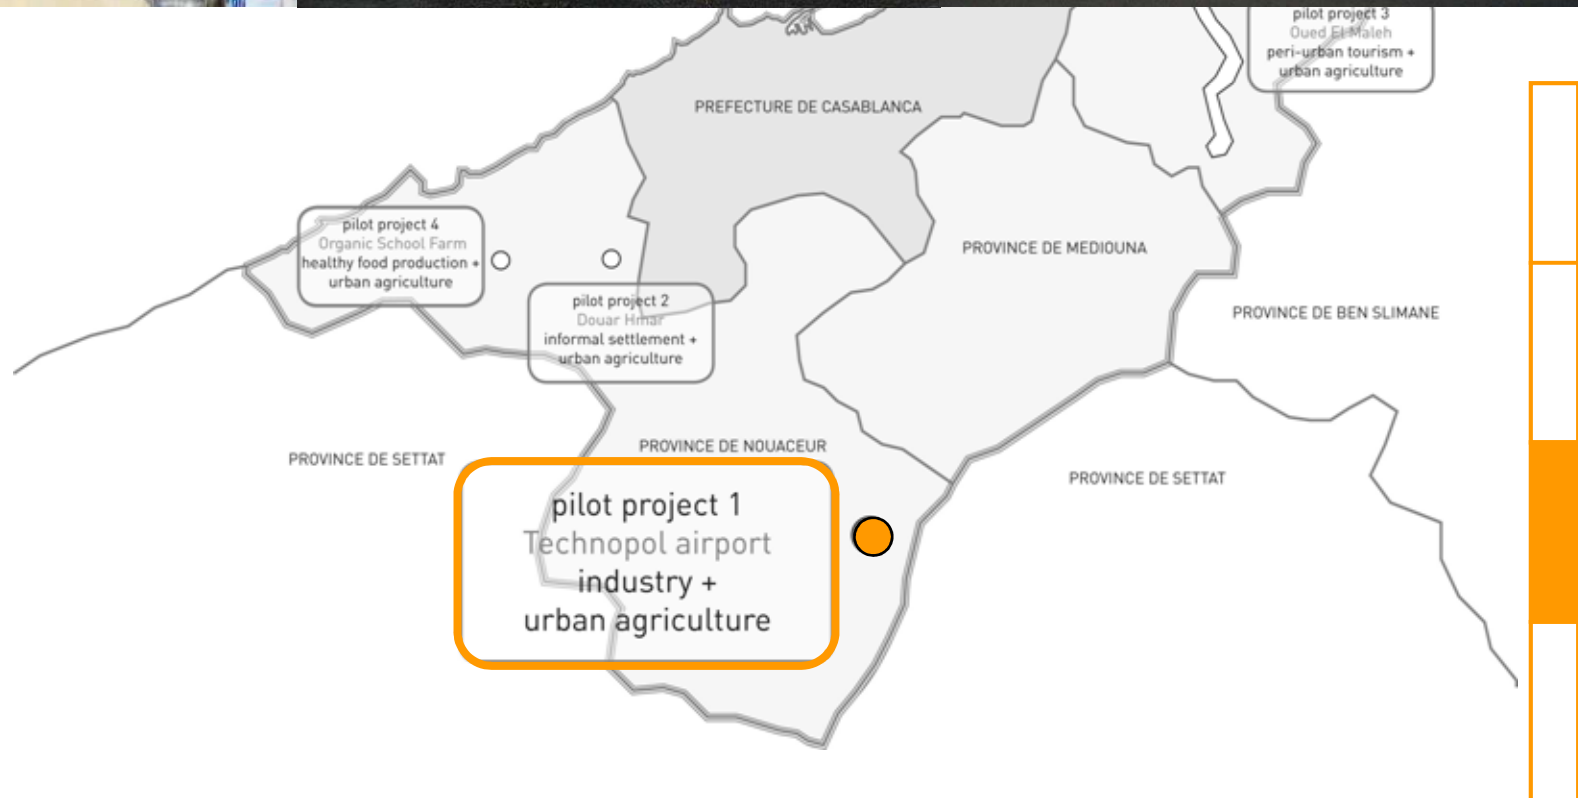 pilot project 3
Oued El Maleh
peri-urban tourism +
urban agriculture
PREFECTURE DE CASABLANCA
pilot project 4
Organic School Farm
healthy food production +
urban agriculture
PROVINCE DE MEDIOUNA
pilot project 2
Douar Hmar
informal settlement +
urban agriculture
PROVINCE DE BEN SLIMANE
PROVINCE DE NOUACEUR
PROVINCE DE SETTAT
PROVINCE DE SETTAT
pilot project 1
Technopol airport
industry +
urban agriculture